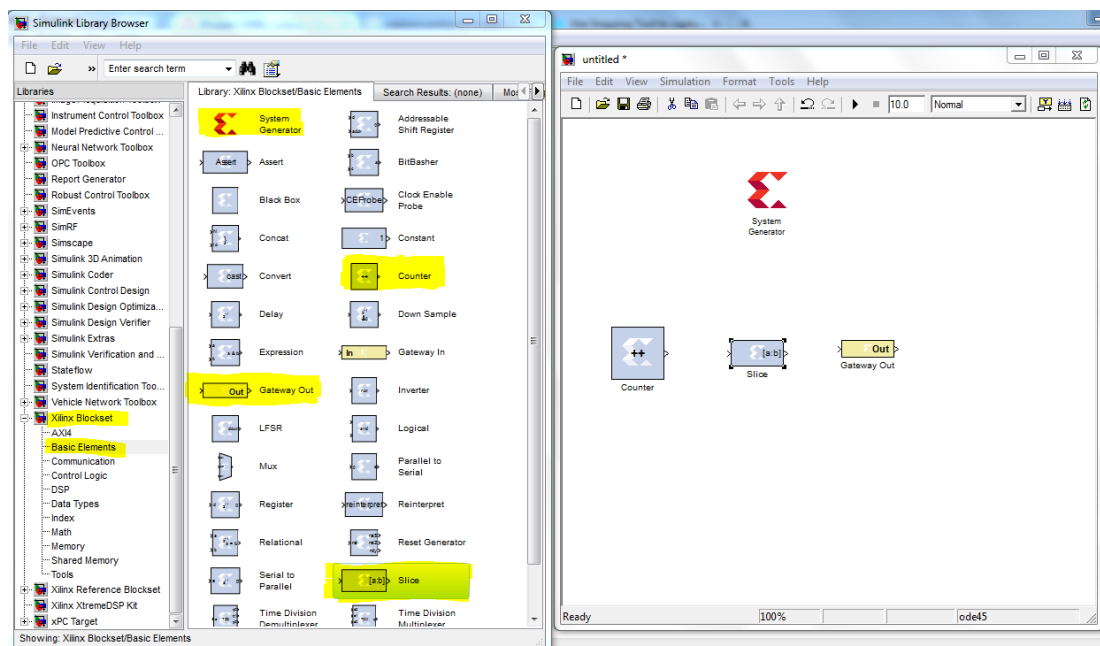 Simulink Library Browser
File Edit View Help
» Enter search term
Libraries
Library: Xilinx Blockset/Basic Elements
Search Results: (none)
Instrument Control Toolbox
Model Predictive Control ...
Neural Network Toolbox
OPC Toolbox
Report Generator
Robust Control Toolbox
SimEvents
SimRF
Simscape
Simulink 3D Animation
Simulink Coder
Simulink Control Design
Simulink Design Optimiza...
Simulink Design Verifier
Simulink Extras
Simulink Verification and ...
Stateflow
System Identification Too...
Vehicle Network Toolbox
Xilinx Blockset
AXI4
Basic Elements
Communication
Control Logic
DSP
Data Types
Index
Math
Memory
Shared Memory
Tools
Xilinx Reference Blockset
Xilinx XtremeDSP Kit
xPC Target
System
Generator
Addressable
Shift Register
Assert
Assert
BitBasher
Black Box
CEProbe
Clock Enable
Probe
Concat
1
Constant
cast
Convert
++
Counter
Delay
Down Sample
Expression
In
Gateway In
Out
Gateway Out
Inverter
LFSR
Logical
Mux
Parallel to
Serial
Register
reinterpret
Reinterpret
Relational
Reset Generator
Serial to
Parallel
[a:b]
Slice
Time Division
Demultiplexer
Time Division
Multiplexer
Showing: Xilinx Blockset/Basic Elements
untitled *
File Edit View Simulation Format Tools Help
10.0
Normal
System
Generator
++
Counter
[a:b]
Slice
Out
Gateway Out
Ready
100%
ode45